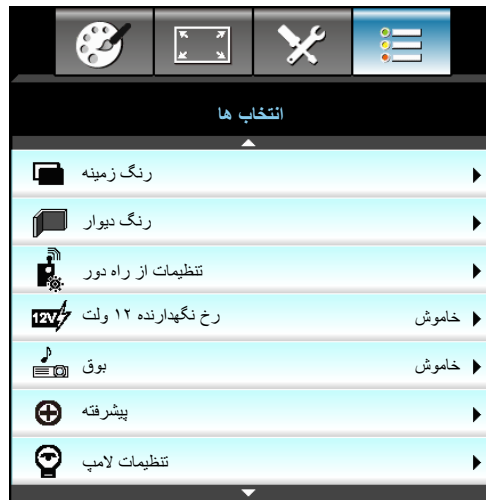 انتخاب ها
رنگ زمینه
رنگ دیوار
تنظیمات از راه دور
12V رخ نگهدارنده ۱۲ ولت خاموش
بوق خاموش
پیشرفته
تنظیمات لامپ